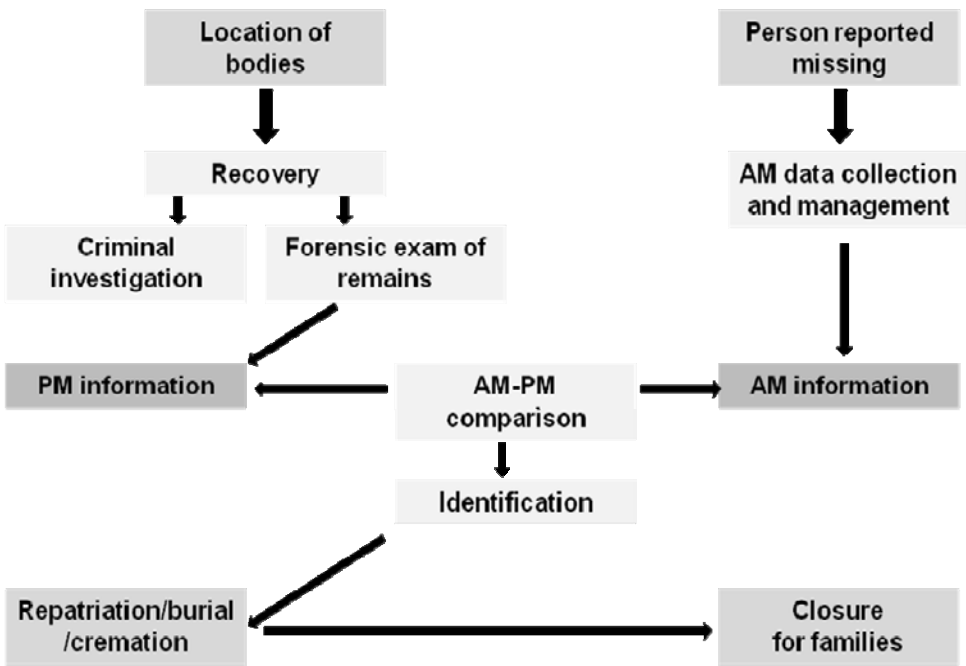 Location of
bodies
Person reported
missing
Recovery
AM data collection
and management
Criminal
investigation
Forensic exam of
remains
PM information
AM-PM
comparison
AM information
Identification
Repatriation/burial
/cremation
Closure
for families